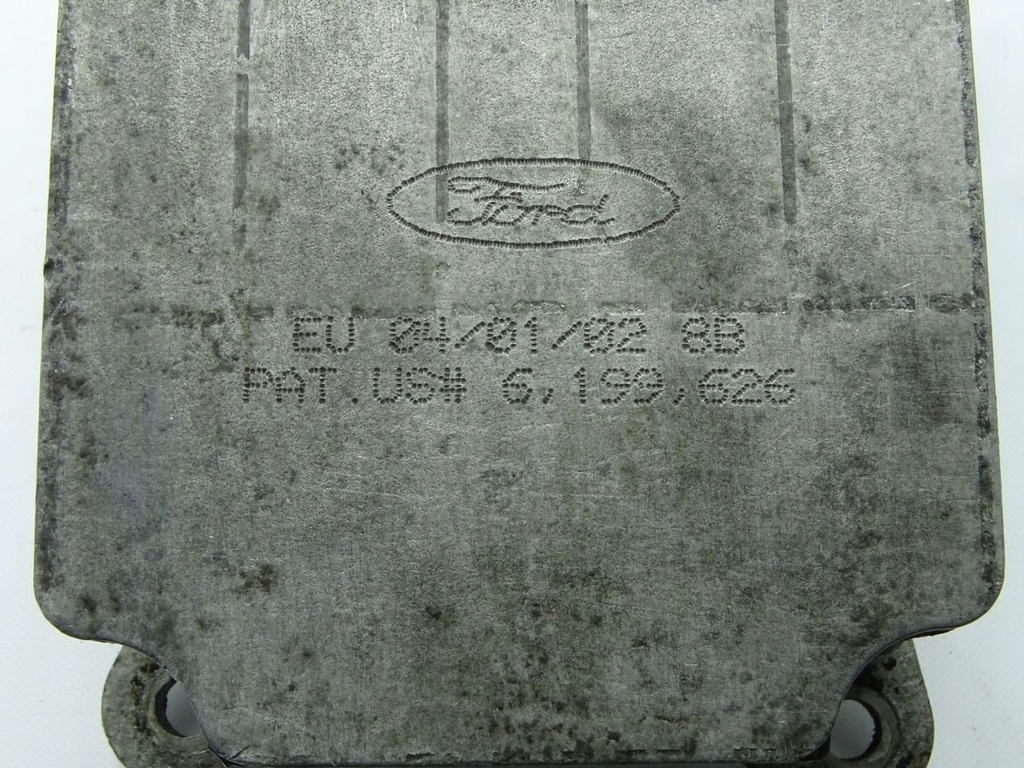 Ford
EU 04/01/02 8B
PAT.US# 6,199,626